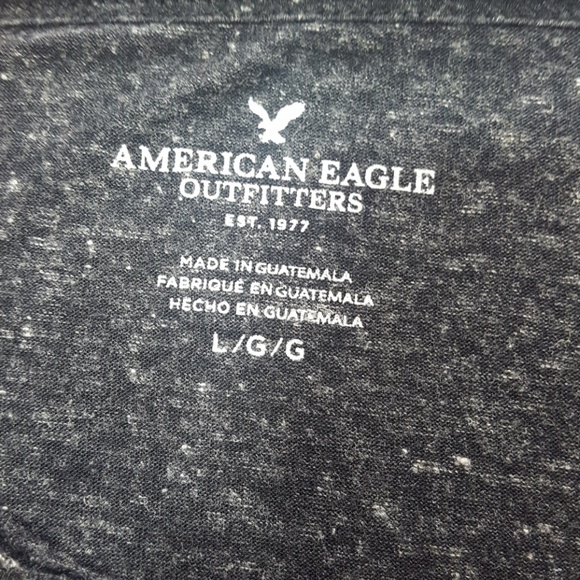 AMERICAN EAGLE
OUTFITTERS
EST. 1977
MADE IN GUATEMALA
FABRIQUÉ EN GUATEMALA
HECHO EN GUATEMALA
L/G/G